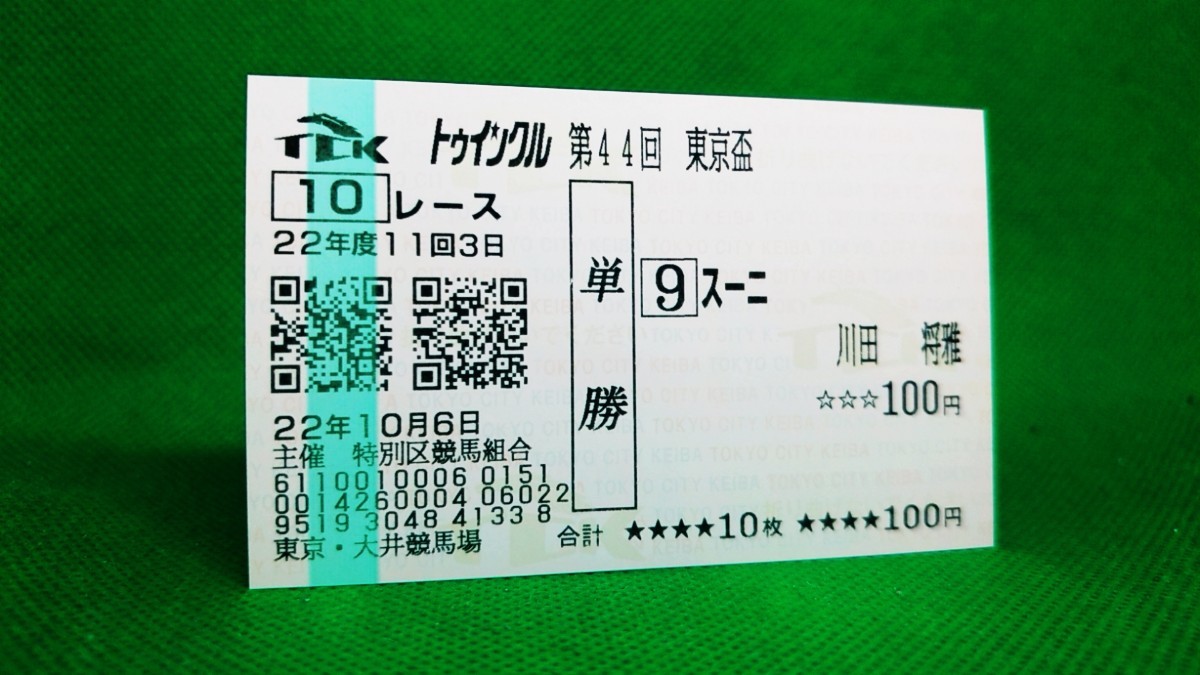 TCK トゥインクル 第44回 東京盃
10 レース
22年度11回3日
単勝
9 スーニ
川田 将雅
☆☆☆100円
22年10月6日
主催 特別区競馬組合
6110010006 0151
0014260004 06022
9519 3048 4133 8
東京・大井競馬場
合計 ★★★★10枚 ★★★★100円